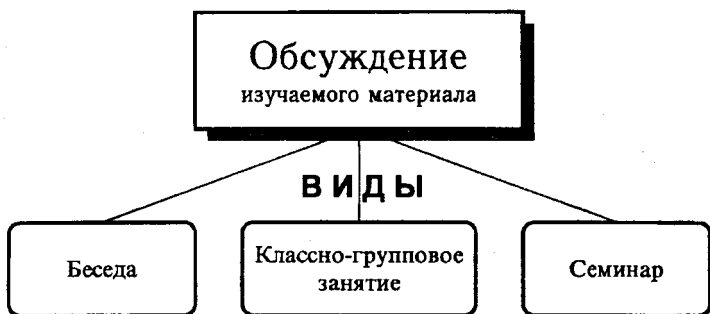 Обсуждение
изучаемого материала
ВИДЫ
Беседа
Классно-групповое
занятие
Семинар